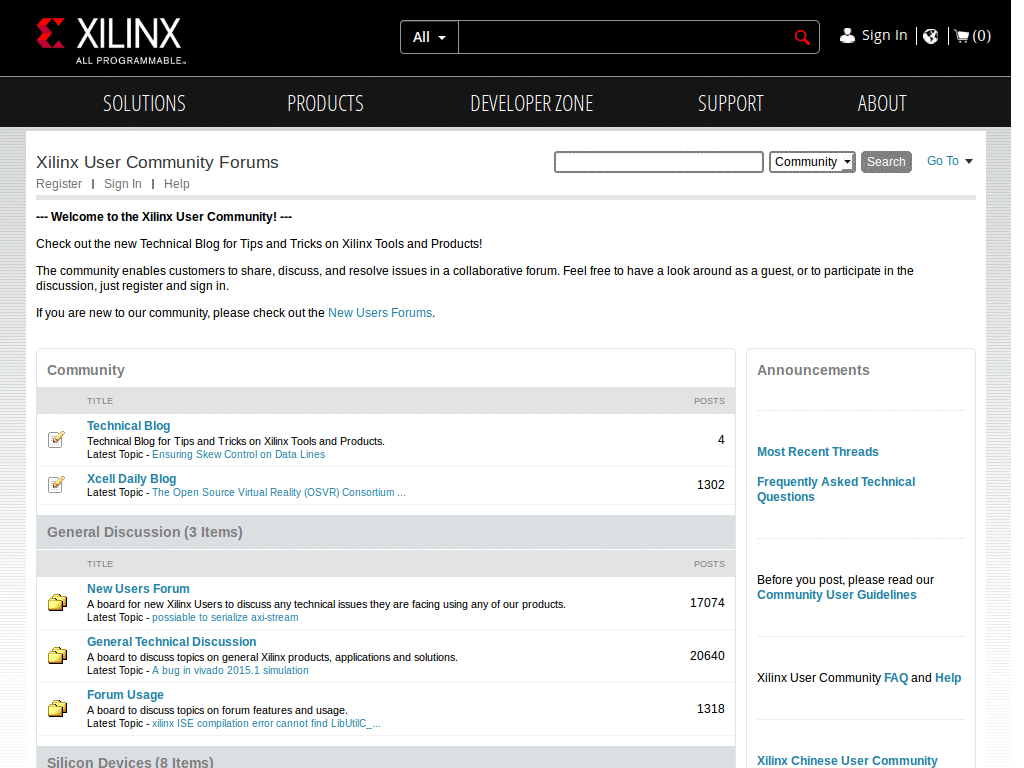 XILINX
ALL PROGRAMMABLE™
All
Sign In
(0)
SOLUTIONS
PRODUCTS
DEVELOPER ZONE
SUPPORT
ABOUT
Xilinx User Community Forums
Community
Search
Go To
Register | Sign In | Help
--- Welcome to the Xilinx User Community! ---
Check out the new Technical Blog for Tips and Tricks on Xilinx Tools and Products!
The community enables customers to share, discuss, and resolve issues in a collaborative forum. Feel free to have a look around as a guest, or to participate in the
discussion, just register and sign in.
If you are new to our community, please check out the New Users Forums.
Community
TITLE POSTS
Technical Blog
Technical Blog for Tips and Tricks on Xilinx Tools and Products.
Latest Topic - Ensuring Skew Control on Data Lines
4
Xcell Daily Blog
Latest Topic - The Open Source Virtual Reality (OSVR) Consortium ...
1302
General Discussion (3 Items)
TITLE POSTS
New Users Forum
A board for new Xilinx Users to discuss any technical issues they are facing using any of our products.
Latest Topic - possiable to serialize axi-stream
17074
General Technical Discussion
A board to discuss topics on general Xilinx products, applications and solutions.
Latest Topic - A bug in vivado 2015.1 simulation
20640
Forum Usage
A board to discuss topics on forum features and usage.
Latest Topic - xilinx ISE compilation error cannot find LibUtilC_...
1318
Silicon Devices (8 Items)
Announcements
Most Recent Threads
Frequently Asked Technical
Questions
Before you post, please read our
Community User Guidelines
Xilinx User Community FAQ and Help
Xilinx Chinese User Community